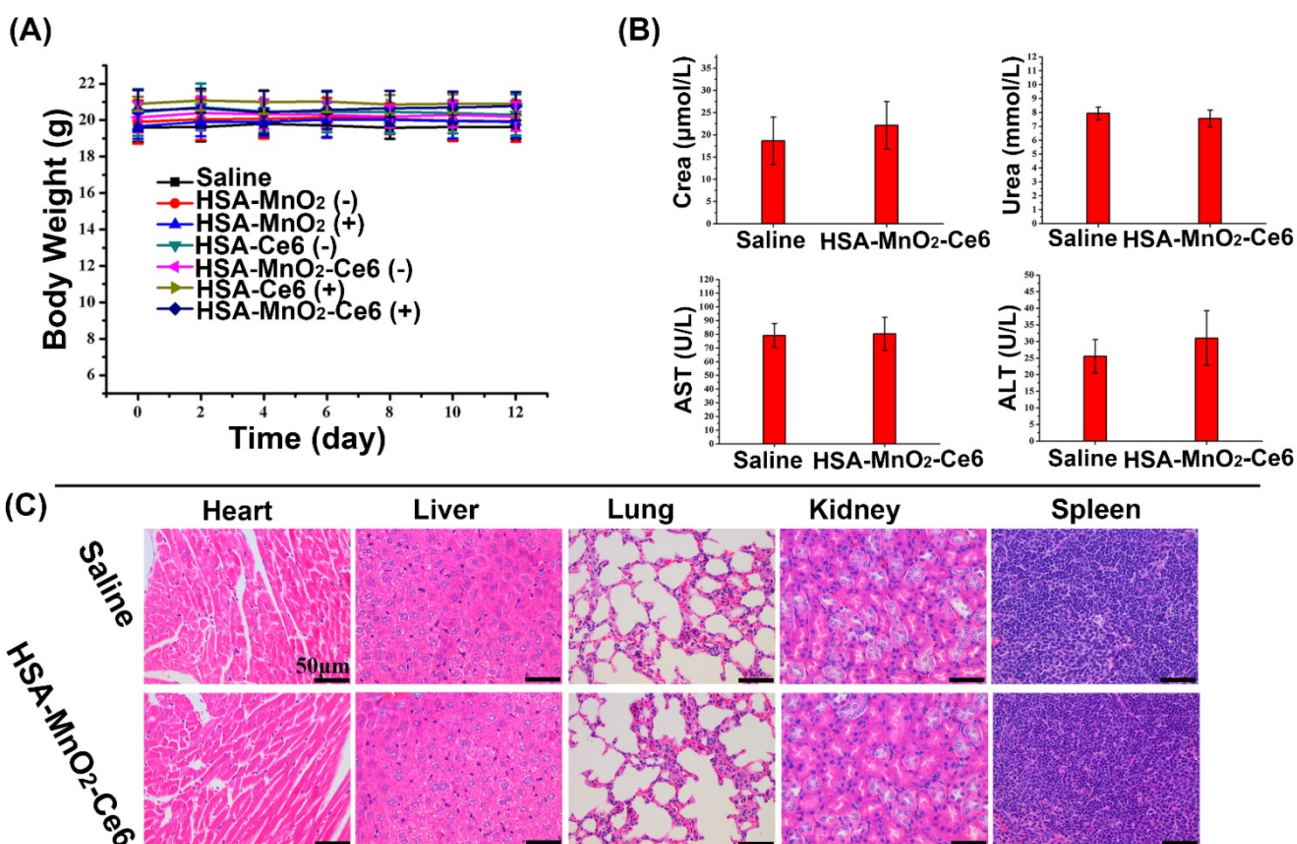 (A)
Body Weight (g)
22
20
18
16
14
12
10
8
6
Saline
HSA-MnO₂ (-)
HSA-MnO₂ (+)
HSA-Ce6 (-)
HSA-MnO₂-Ce6 (-)
HSA-Ce6 (+)
HSA-MnO₂-Ce6 (+)
0 2 4 6 8 10 12
Time (day)
(B)
Crea (µmol/L)
35
30
25
20
15
10
5
0
Saline HSA-MnO₂-Ce6
Urea (mmol/L)
12
11
10
9
8
7
6
5
4
3
2
1
0
Saline HSA-MnO₂-Ce6
AST (U/L)
120
110
100
90
80
70
60
50
40
30
20
10
0
Saline HSA-MnO₂-Ce6
ALT (U/L)
50
45
40
35
30
25
20
15
10
5
0
Saline HSA-MnO₂-Ce6
(C)
Heart Liver Lung Kidney Spleen
Saline
50µm
HSA-MnO₂-Ce6